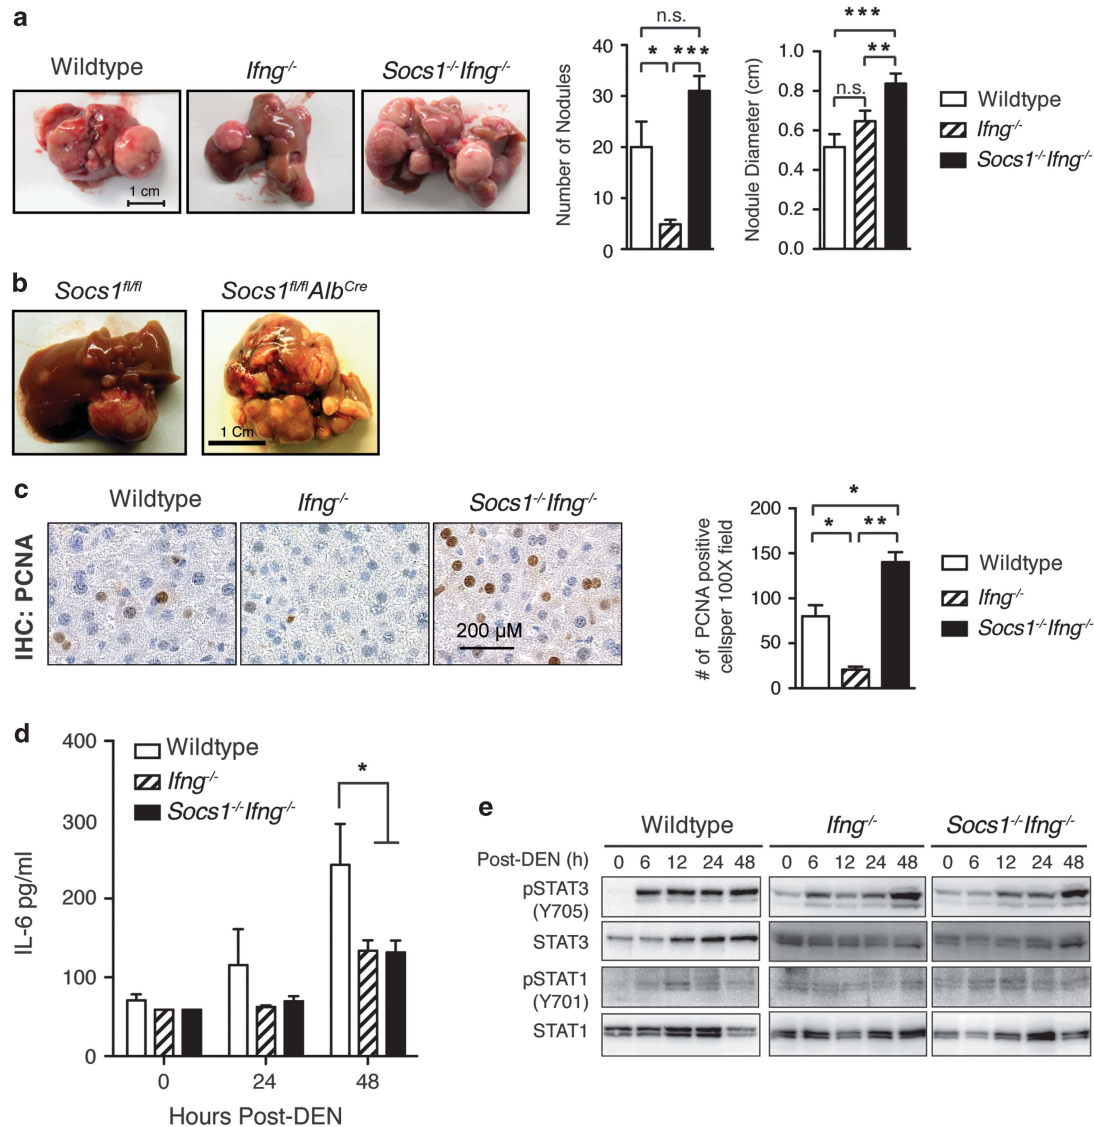 a
Wildtype
Ifng-/-
Socs1-/-Ifng-/-
1 cm
Number of Nodules
40
30
20
10
0
n.s.
* ***
Nodule Diameter (cm)
1.0
0.8
0.6
0.4
0.2
0.0
***
**
n.s.
Wildtype
Ifng-/-
Socs1-/-Ifng-/-
b
Socs1fl/fl
Socs1fl/flAlbCre
1 Cm
c
Wildtype
Ifng-/-
Socs1-/-Ifng-/-
IHC: PCNA
200 µM
# of PCNA positive
cellsper 100X field
200
150
100
50
0
*
* **
Wildtype
Ifng-/-
Socs1-/-Ifng-/-
d
IL-6 pg/ml
400
300
200
100
0
Wildtype
Ifng-/-
Socs1-/-Ifng-/-
*
0 24 48
Hours Post-DEN
e
Wildtype Ifng-/- Socs1-/-Ifng-/-
Post-DEN (h) 0 6 12 24 48 0 6 12 24 48 0 6 12 24 48
pSTAT3
(Y705)
STAT3
pSTAT1
(Y701)
STAT1